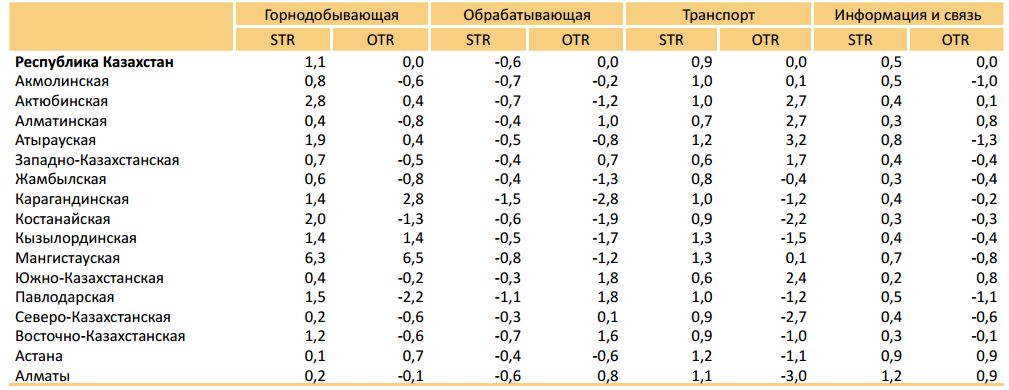 Горнодобывающая Обрабатывающая Транспорт Информация и связь
STR OTR STR OTR STR OTR STR OTR
Республика Казахстан 1,1 0,0 -0,6 0,0 0,9 0,0 0,5 0,0
Акмолинская 0,8 -0,6 -0,7 -0,2 1,0 0,1 0,5 -1,0
Актюбинская 2,8 0,4 -0,7 -1,2 1,0 2,7 0,4 0,1
Алматинская 0,4 -0,8 -0,4 1,0 0,7 2,7 0,3 0,8
Атырауская 1,9 0,4 -0,5 -0,8 1,2 3,2 0,8 -1,3
Западно-Казахстанская 0,7 -0,5 -0,4 0,7 0,6 1,7 0,4 -0,4
Жамбылская 0,6 -0,8 -0,4 -1,3 0,8 -0,4 0,3 -0,4
Карагандинская 1,4 2,8 -1,5 -2,8 1,0 -1,2 0,4 -0,2
Костанайская 2,0 -1,3 -0,6 -1,9 0,9 -2,2 0,3 -0,3
Кызылординская 1,4 1,4 -0,5 -1,7 1,3 -1,5 0,4 -0,4
Мангистауская 6,3 6,5 -0,8 -1,2 1,3 0,1 0,7 -0,8
Южно-Казахстанская 0,4 -0,2 -0,3 1,8 0,6 2,4 0,2 0,8
Павлодарская 1,5 -2,2 -1,1 1,8 1,0 -1,2 0,5 -1,1
Северо-Казахстанская 0,2 -0,6 -0,3 0,1 0,9 -2,7 0,4 -0,6
Восточно-Казахстанская 1,2 -0,6 -0,7 1,6 0,9 -1,0 0,3 -0,1
Астана 0,1 0,7 -0,4 -0,6 1,2 -1,1 0,9 0,9
Алматы 0,2 -0,1 -0,6 0,8 1,1 -3,0 1,2 0,9